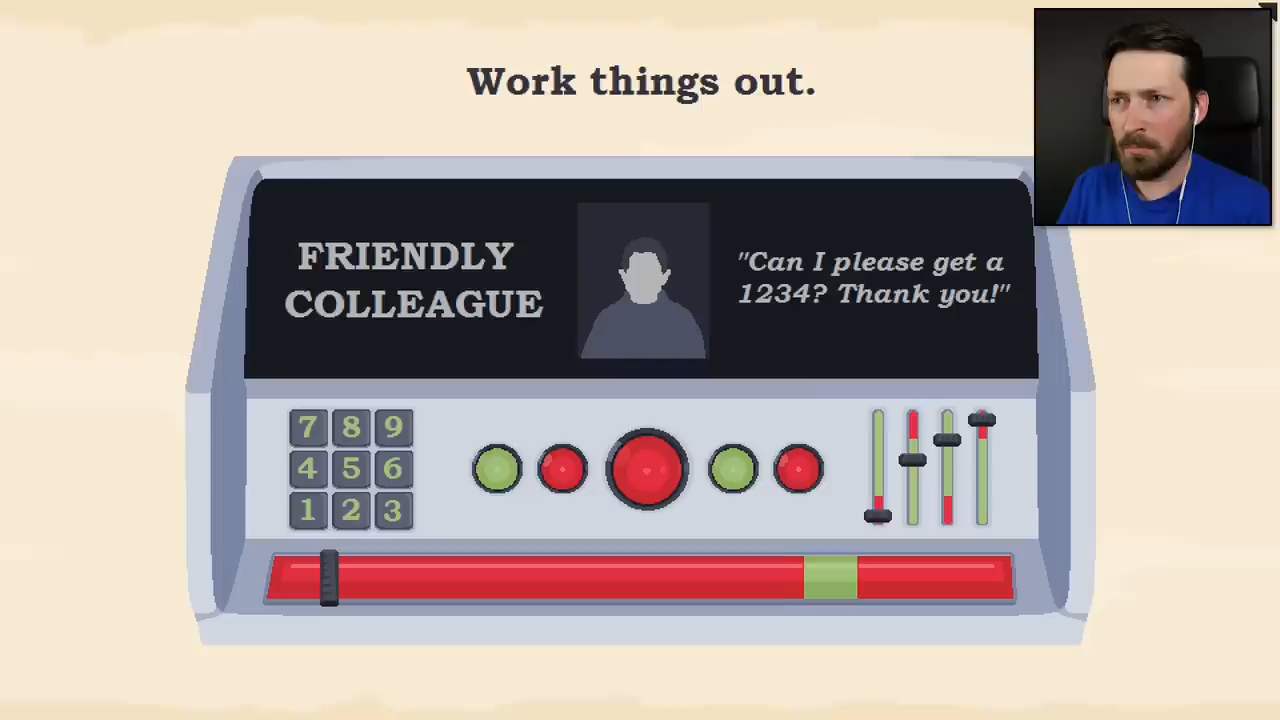 Work things out.
FRIENDLY
COLLEAGUE
"Can I please get a
1234? Thank you!"
7 8 9
4 5 6
1 2 3